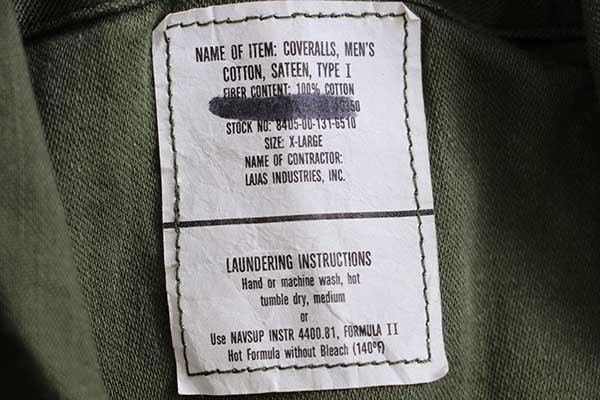 NAME OF ITEM: COVERALLS, MEN'S
COTTON, SATEEN, TYPE I
FIBER CONTENT: 100% COTTON
STOCK NO: 8405-00-131-6510
SIZE: X-LARGE
NAME OF CONTRACTOR:
LAJAS INDUSTRIES, INC.
LAUNDERING INSTRUCTIONS
Hand or machine wash, hot
tumble dry, medium
or
Use NAVSUP INSTR 4400.81, FORMULA II
Hot Formula without Bleach (140°F)